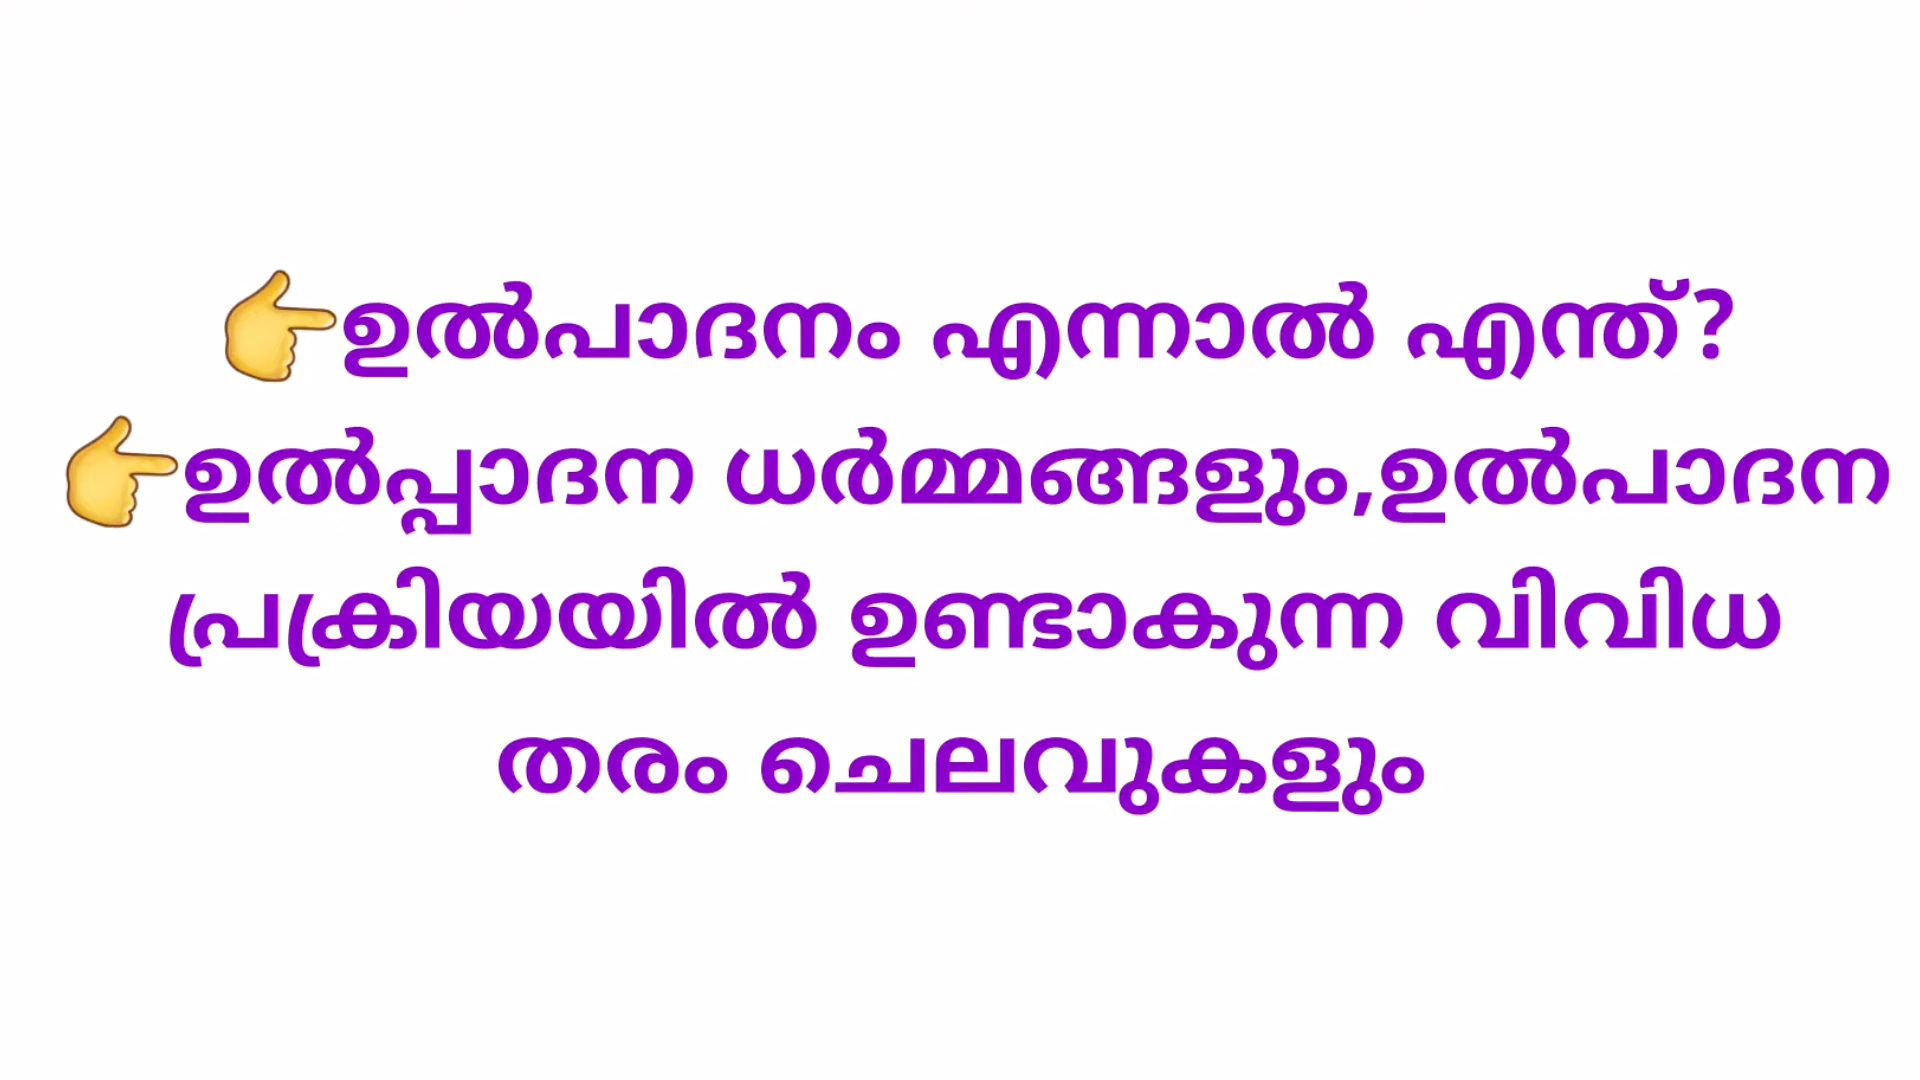 👉ഉൽപാദനം എന്നാൽ എന്ത്?
👉ഉൽപ്പാദന ധർമ്മങ്ങളും,ഉൽപാദന
പ്രക്രിയയിൽ ഉണ്ടാകുന്ന വിവിധ
തരം ചെലവുകളും